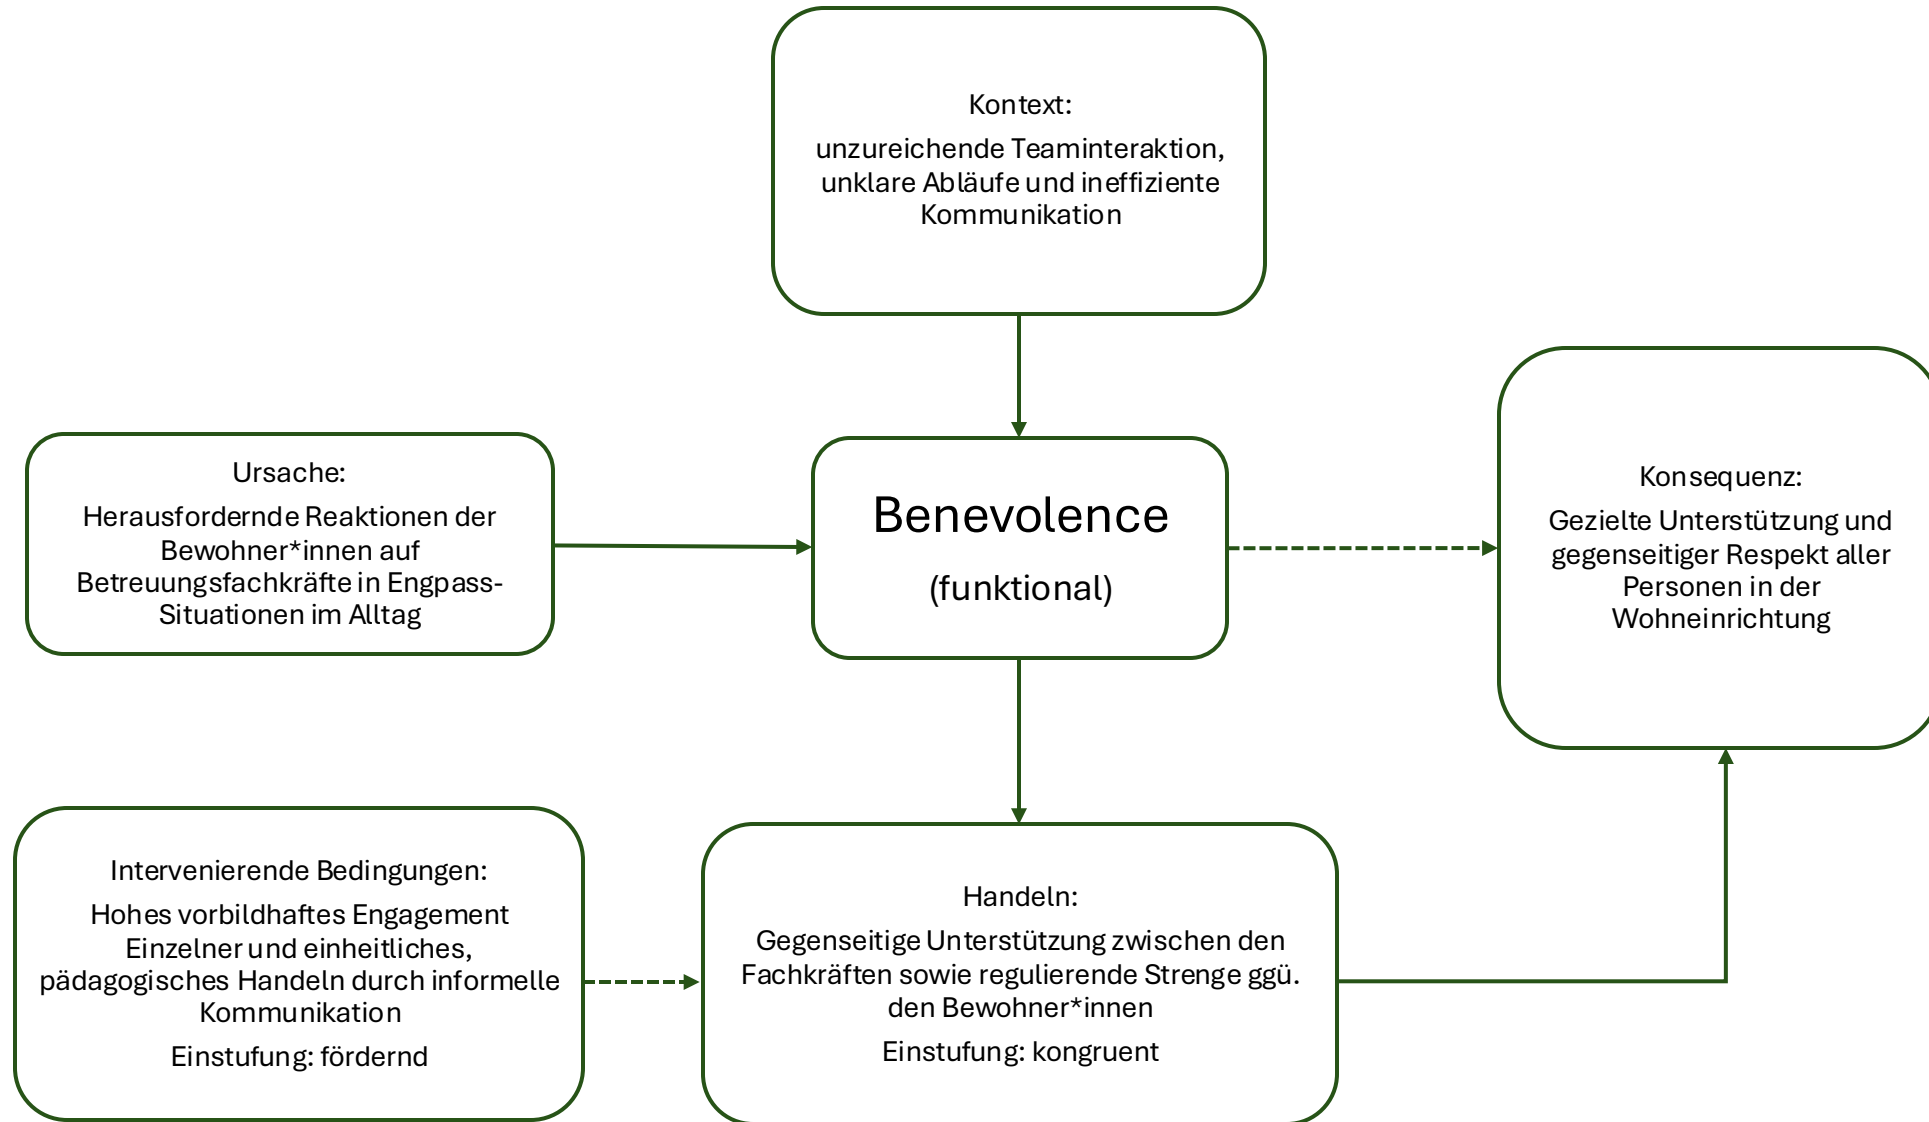 Kontext:
unzureichende Teaminteraktion,
unklare Abläufe und ineffiziente
Kommunikation
Ursache:
Herausfordernde Reaktionen der
Bewohner*innen auf
Betreuungsfachkräfte in Engpass-
Situationen im Alltag
Benevolence
(funktional)
Konsequenz:
Gezielte Unterstützung und
gegenseitiger Respekt aller
Personen in der
Wohneinrichtung
Intervenierende Bedingungen:
Hohes vorbildhaftes Engagement
Einzelner und einheitliches,
pädagogisches Handeln durch informelle
Kommunikation
Einstufung: fördernd
Handeln:
Gegenseitige Unterstützung zwischen den
Fachkräften sowie regulierende Strenge ggü.
den Bewohner*innen
Einstufung: kongruent